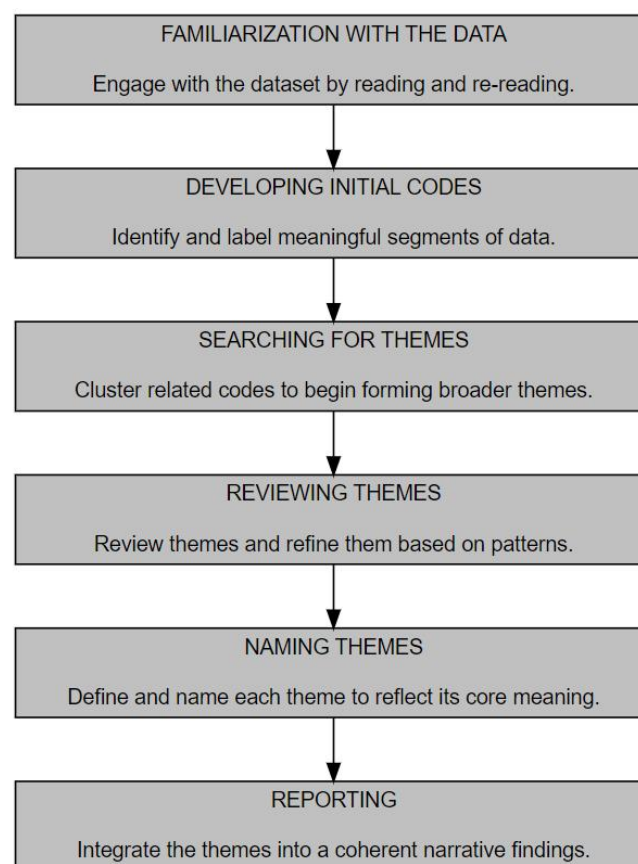 FAMILIARIZATION WITH THE DATA
Engage with the dataset by reading and re-reading.
DEVELOPING INITIAL CODES
Identify and label meaningful segments of data.
SEARCHING FOR THEMES
Cluster related codes to begin forming broader themes.
REVIEWING THEMES
Review themes and refine them based on patterns.
NAMING THEMES
Define and name each theme to reflect its core meaning.
REPORTING
Integrate the themes into a coherent narrative findings.